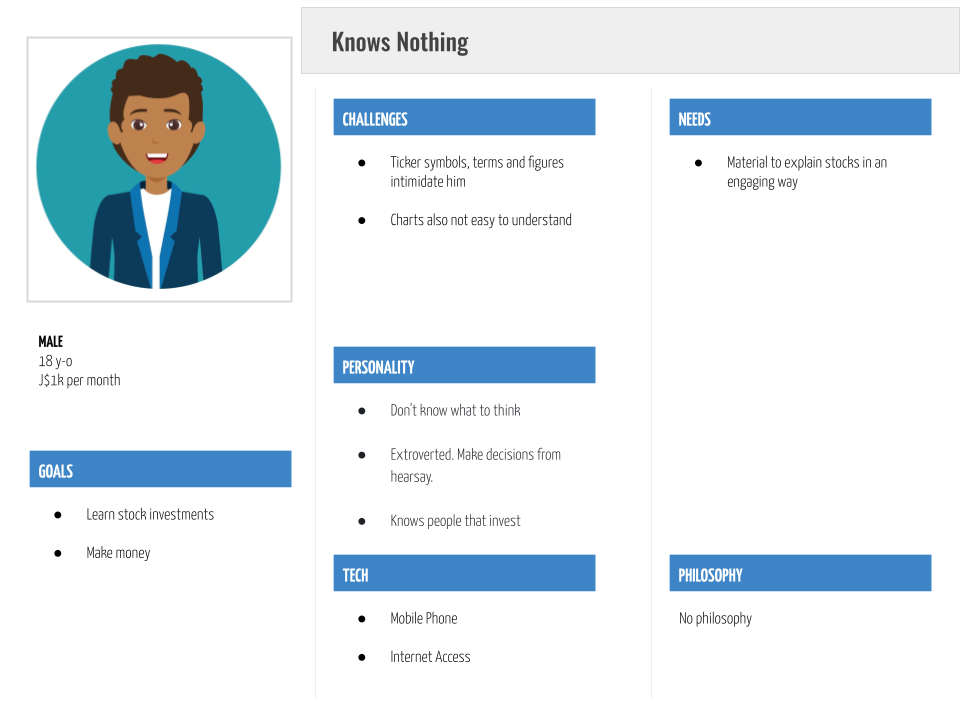 Knows Nothing
MALE
18 y-o
J$1k per month
GOALS
● Learn stock investments
● Make money
CHALLENGES
● Ticker symbols, terms and figures
intimidate him
● Charts also not easy to understand
PERSONALITY
● Don't know what to think
● Extroverted. Make decisions from
hearsay.
● Knows people that invest
TECH
● Mobile Phone
● Internet Access
NEEDS
● Material to explain stocks in an
engaging way
PHILOSOPHY
No philosophy